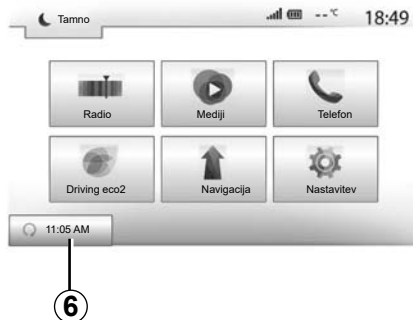 Tamno
--°C
18:49
Radio
Mediji
Telefon
Driving eco2
Navigacija
Nastavitev
11:05 AM
6